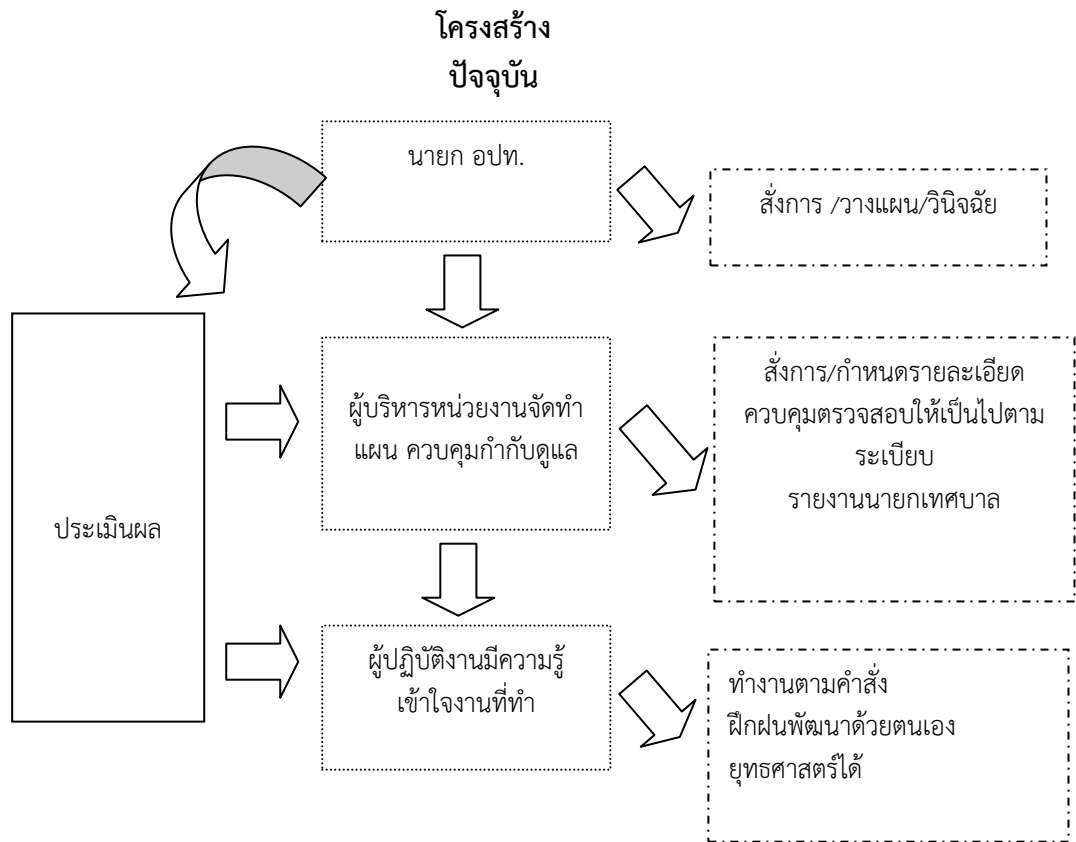 โครงสร้าง
ปัจจุบัน
นายก อปท.
สั่งการ /วางแผน/วินิจฉัย
ผู้บริหารหน่วยงานจัดทำ
แผน ควบคุมกำกับดูแล
สั่งการ/กำหนดรายละเอียด
ควบคุมตรวจสอบให้เป็นไปตาม
ระเบียบ
รายงานนายกเทศบาล
ประเมินผล
ผู้ปฏิบัติงานมีความรู้
เข้าใจงานที่ทำ
ทำงานตามคำสั่ง
ฝึกฝนพัฒนาด้วยตนเอง
ยุทธศาสตร์ได้